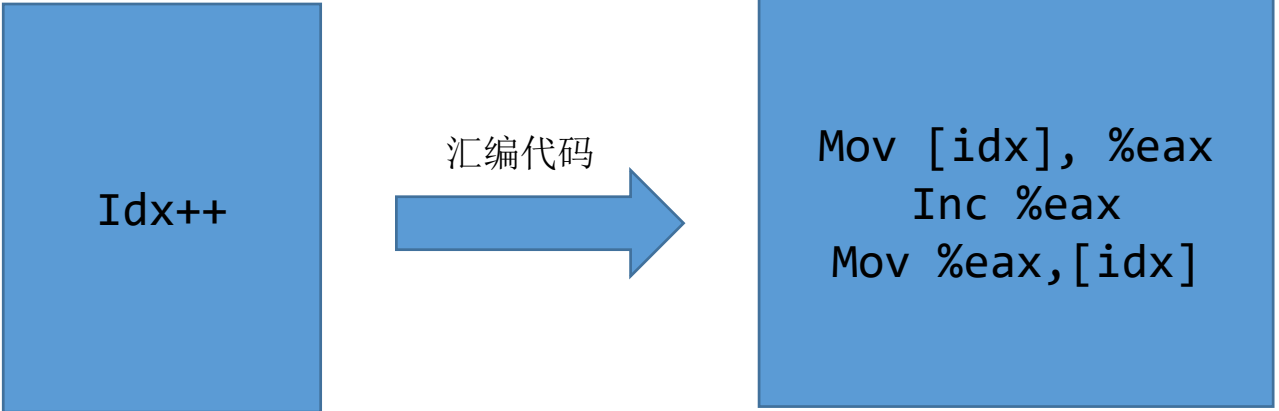 Idx++
汇编代码
Mov [idx], %eax
Inc %eax
Mov %eax,[idx]